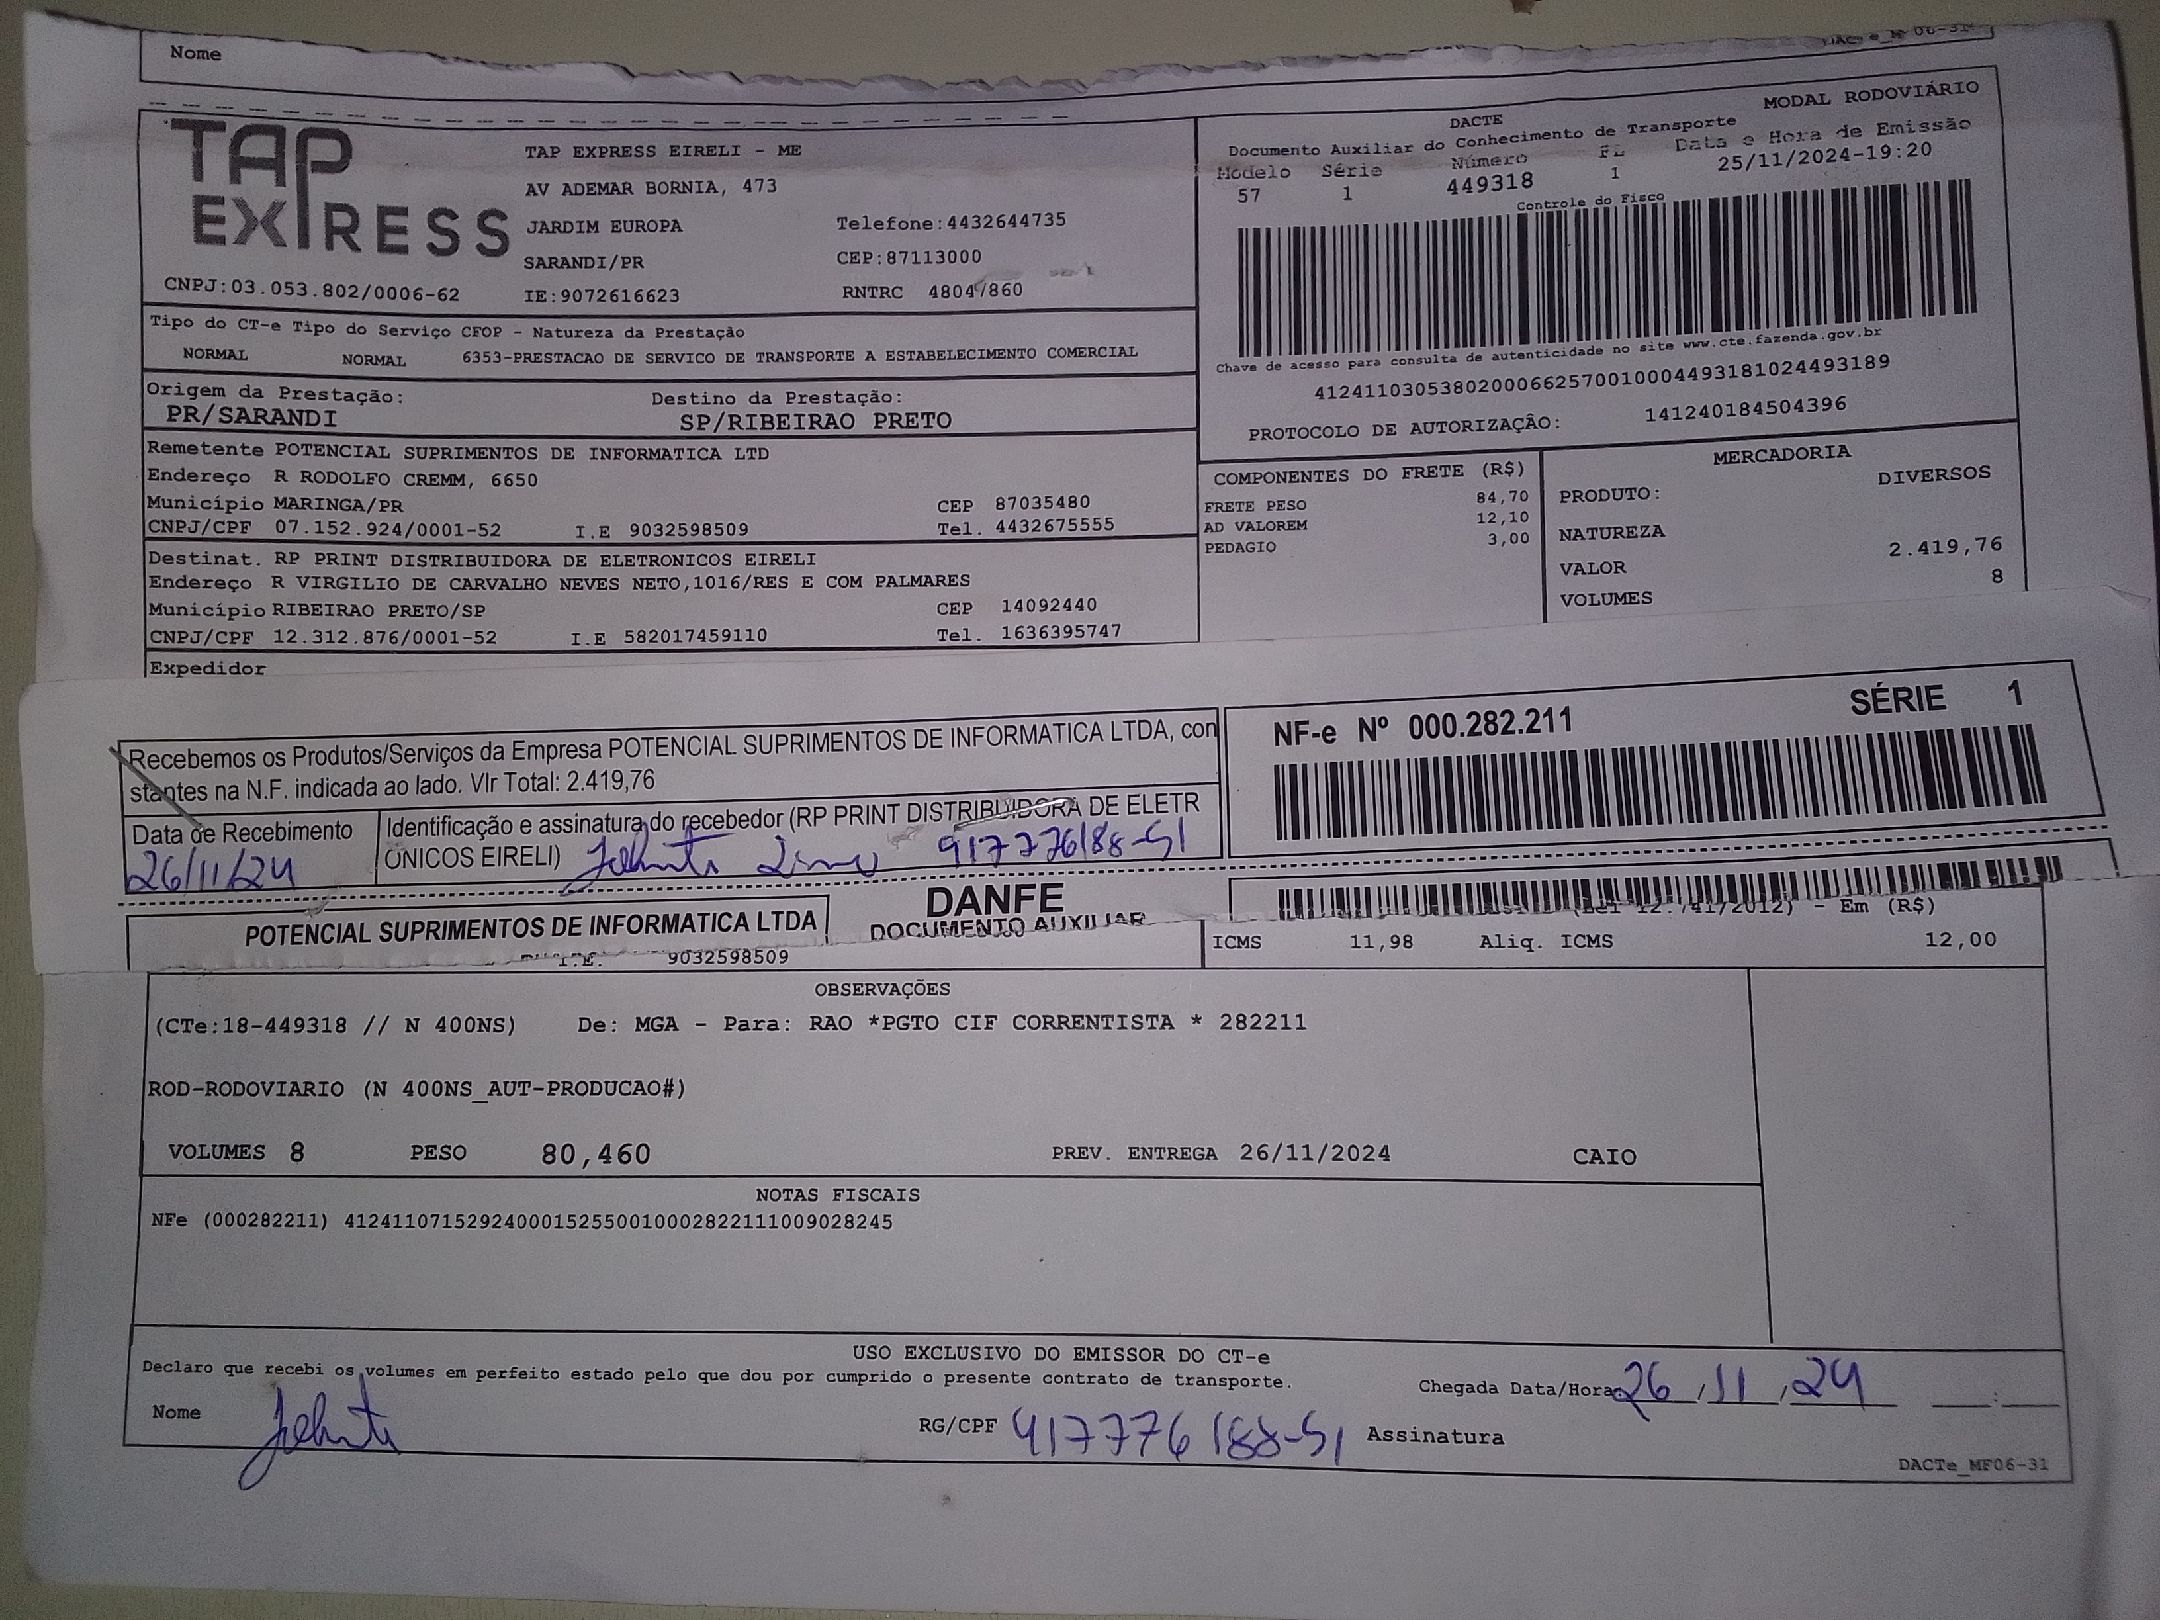 Nome
TAP
EXPRESS
TAP EXPRESS EIRELI - ME
AV ADEMAR BORNIA, 473
JARDIM EUROPA Telefone:4432644735
SARANDI/PR CEP:87113000
CNPJ:03.053.802/0006-62 IE:9072616623 RNTRC 48047860
MODAL RODOVIÁRIO
DACTE
Documento Auxiliar do Conhecimento de Transporte
Modelo Série Número FL Data e Hora de Emissão
57 1 449318 1 25/11/2024-19:20
Controle do Fisco
Chave de acesso para consulta de autenticidade no site www.cte.fazenda.gov.br
41241103053802000662570010004493181024493189
PROTOCOLO DE AUTORIZAÇÃO: 141240184504396
Tipo do CT-e Tipo do Serviço CFOP - Natureza da Prestação
NORMAL NORMAL 6353-PRESTACAO DE SERVICO DE TRANSPORTE A ESTABELECIMENTO COMERCIAL
Origem da Prestação: Destino da Prestação:
PR/SARANDI SP/RIBEIRAO PRETO
Remetente POTENCIAL SUPRIMENTOS DE INFORMATICA LTD
Endereço R RODOLFO CREMM, 6650
Município MARINGA/PR CEP 87035480
CNPJ/CPF 07.152.924/0001-52 I.E 9032598509 Tel. 4432675555
Destinat. RP PRINT DISTRIBUIDORA DE ELETRONICOS EIRELI
Endereço R VIRGILIO DE CARVALHO NEVES NETO,1016/RES E COM PALMARES
Município RIBEIRAO PRETO/SP CEP 14092440
CNPJ/CPF 12.312.876/0001-52 I.E 582017459110 Tel. 1636395747
Expedidor
COMPONENTES DO FRETE (R$)
FRETE PESO 84,70
AD VALOREM 12,10
PEDAGIO 3,00
MERCADORIA
PRODUTO: DIVERSOS
NATUREZA
VALOR 2.419,76
VOLUMES 8
Recebemos os Produtos/Serviços da Empresa POTENCIAL SUPRIMENTOS DE INFORMATICA LTDA, con
stantes na N.F. indicada ao lado. Vlr Total: 2.419,76
Data de Recebimento
26/11/24
Identificação e assinatura do recebedor (RP PRINT DISTRIBUIDORA DE ELETR
ONICOS EIRELI) 917776188-51
NF-e Nº 000.282.211 SÉRIE 1
POTENCIAL SUPRIMENTOS DE INFORMATICA LTDA
DANFE
DOCUMENTO AUXILIAR
I.E. 9032598509
(Lei 12.741/2012) - Em (R$)
ICMS 11,98 Aliq. ICMS 12,00
OBSERVAÇÕES
(CTe:18-449318 // N 400NS) De: MGA - Para: RAO *PGTO CIF CORRENTISTA * 282211
ROD-RODOVIARIO (N 400NS_AUT-PRODUCAO#)
VOLUMES 8 PESO 80,460 PREV. ENTREGA 26/11/2024 CAIO
NOTAS FISCAIS
NFe (000282211) 41241107152924000152550010002822111009028245
USO EXCLUSIVO DO EMISSOR DO CT-e
Declaro que recebi os volumes em perfeito estado pelo que dou por cumprido o presente contrato de transporte.
Chegada Data/Hora 26/11/24 :
Nome RG/CPF 917776188-51 Assinatura
DACTe_MF06-31